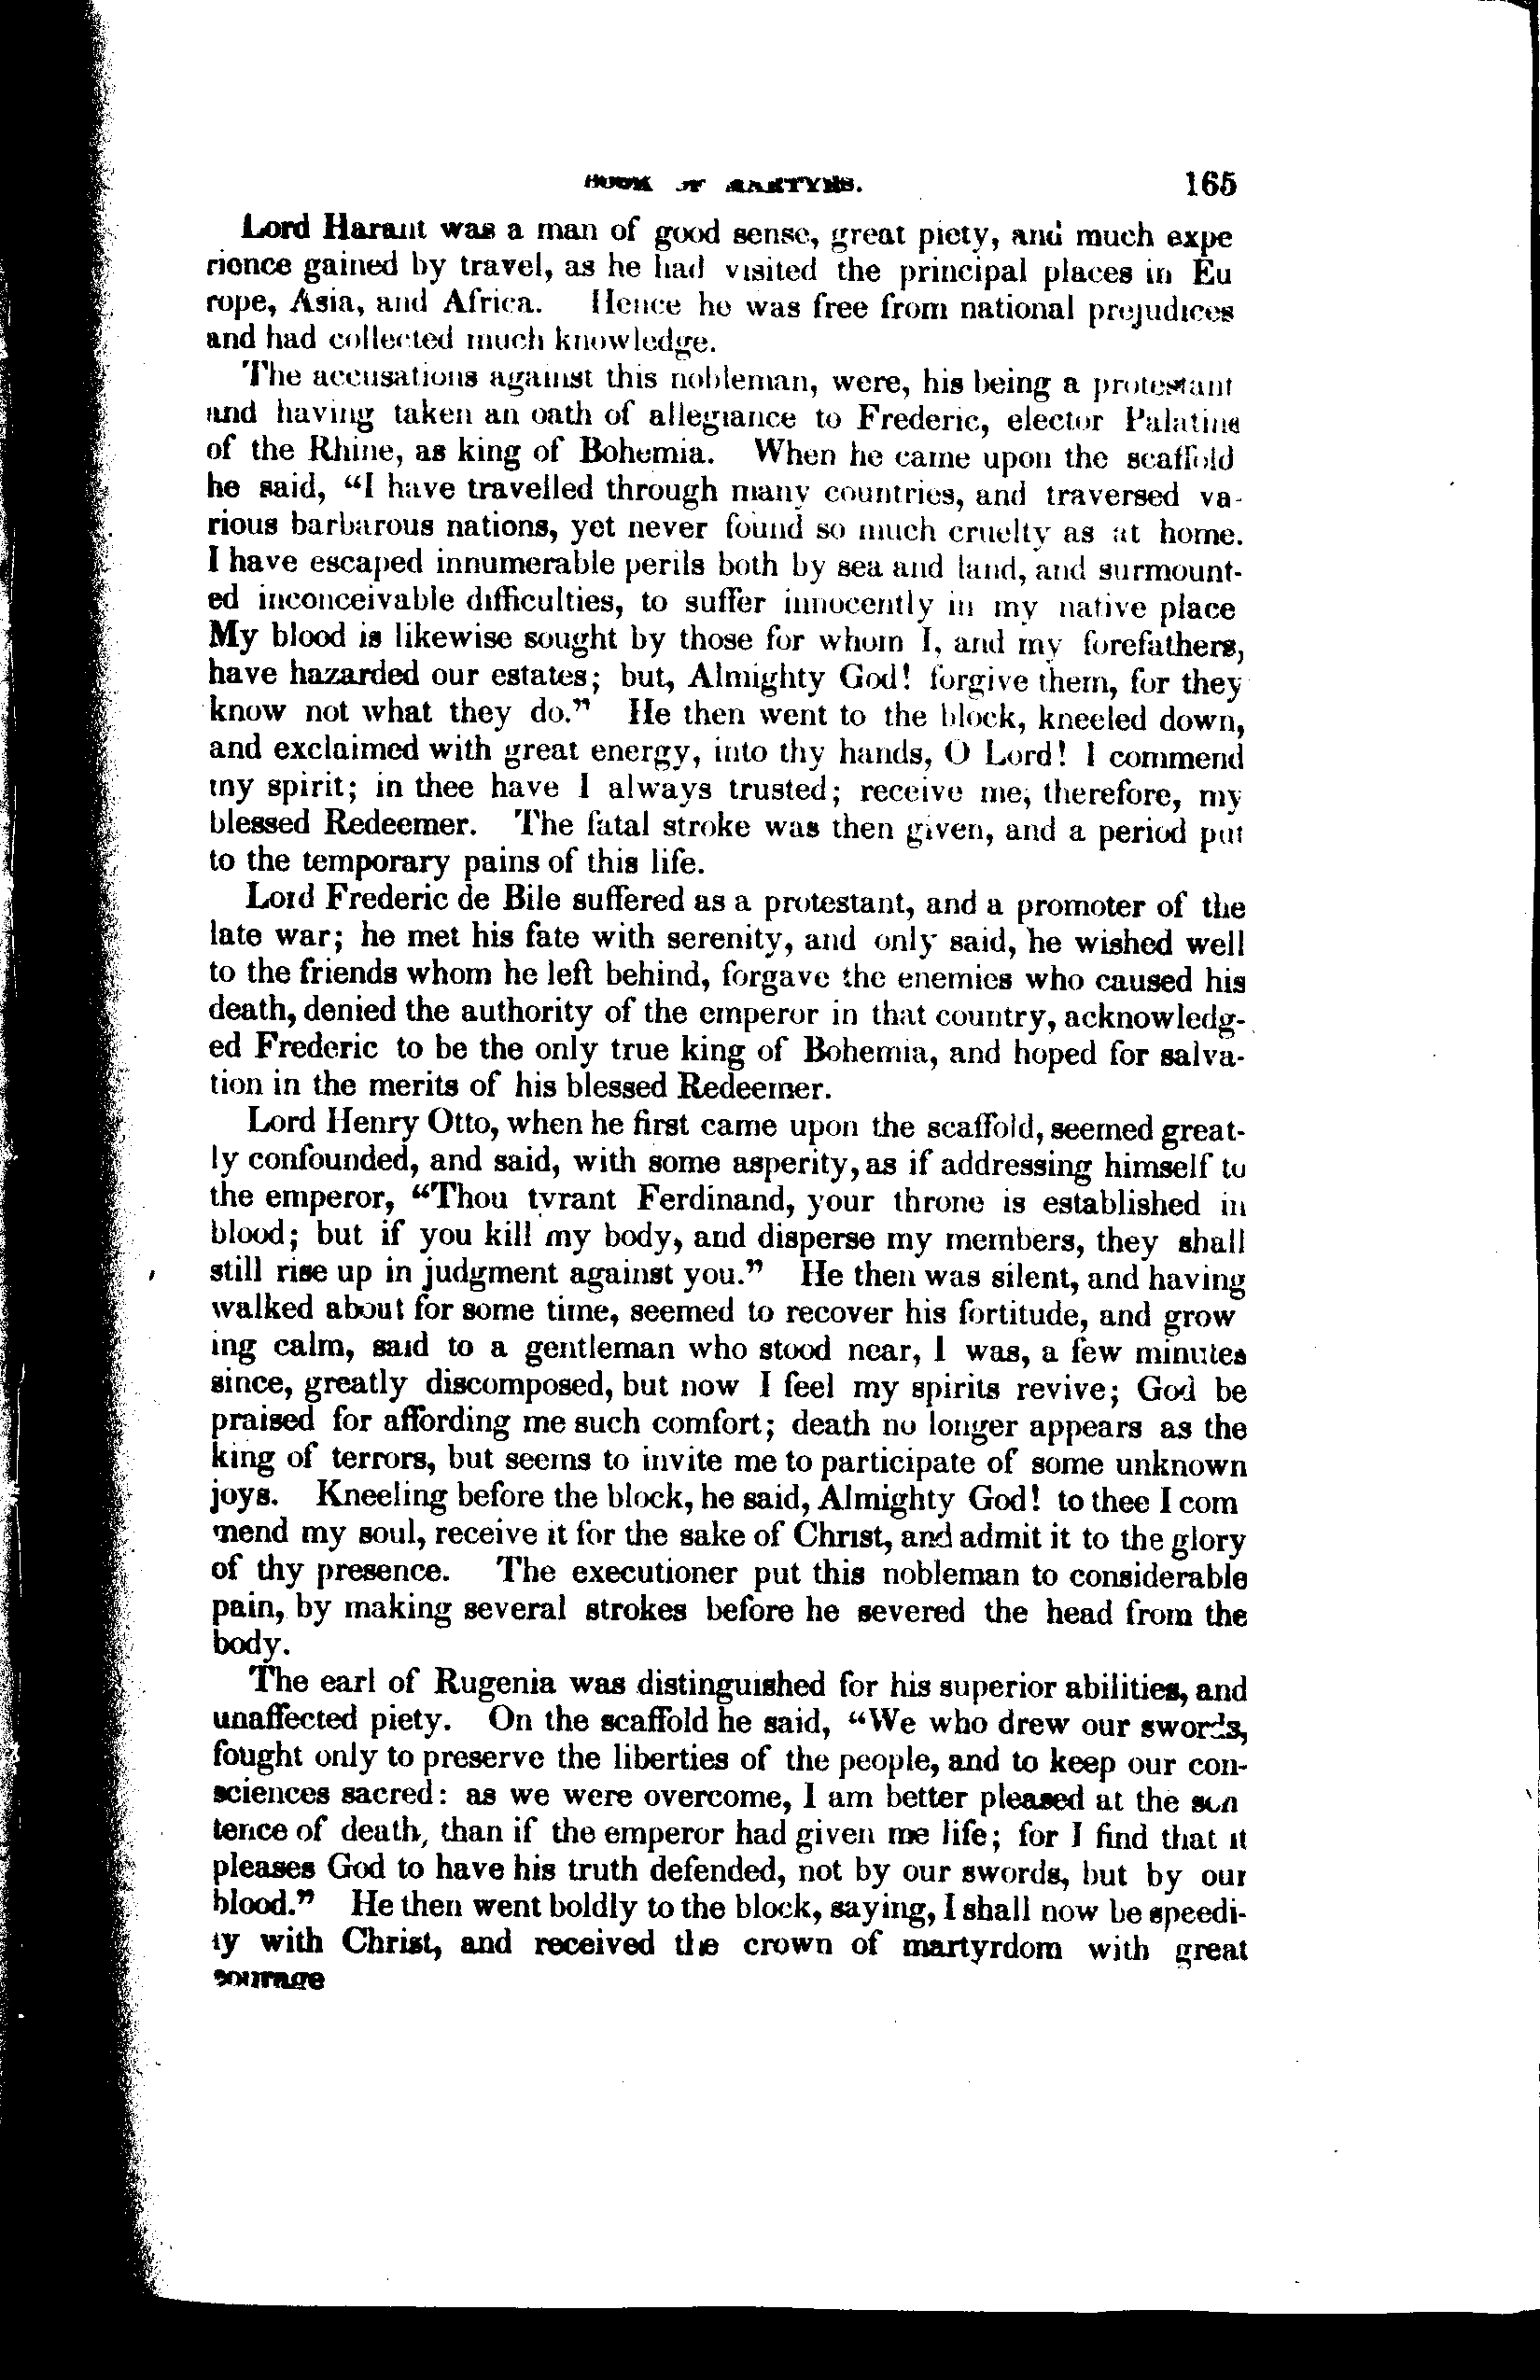 BOOK OF MARTYRS. 165
Lord Harant was a man of good sense, great piety, and much expe
rience gained by travel, as he had visited the principal places in Eu
rope, Asia, and Africa. Hence he was free from national prejudices
and had collected much knowledge.
The accusations against this nobleman, were, his being a protestant
and having taken an oath of allegiance to Frederic, elector Palatine
of the Rhine, as king of Bohemia. When he came upon the scaffold
he said, “I have travelled through many countries, and traversed va-
rious barbarous nations, yet never found so much cruelty as at home.
I have escaped innumerable perils both by sea and land, and surmount-
ed inconceivable difficulties, to suffer innocently in my native place
My blood is likewise sought by those for whom I, and my forefathers,
have hazarded our estates; but, Almighty God! forgive them, for they
know not what they do.” He then went to the block, kneeled down,
and exclaimed with great energy, into thy hands, O Lord! I commend
my spirit; in thee have I always trusted; receive me, therefore, my
blessed Redeemer. The fatal stroke was then given, and a period put
to the temporary pains of this life.
Lord Frederic de Bile suffered as a protestant, and a promoter of the
late war; he met his fate with serenity, and only said, he wished well
to the friends whom he left behind, forgave the enemies who caused his
death, denied the authority of the emperor in that country, acknowledg-
ed Frederic to be the only true king of Bohemia, and hoped for salva-
tion in the merits of his blessed Redeemer.
Lord Henry Otto, when he first came upon the scaffold, seemed great-
ly confounded, and said, with some asperity, as if addressing himself to
the emperor, “Thou tyrant Ferdinand, your throne is established in
blood; but if you kill my body, and disperse my members, they shall
still rise up in judgment against you.” He then was silent, and having
walked about for some time, seemed to recover his fortitude, and grow
ing calm, said to a gentleman who stood near, I was, a few minutes
since, greatly discomposed, but now I feel my spirits revive; God be
praised for affording me such comfort; death no longer appears as the
king of terrors, but seems to invite me to participate of some unknown
joys. Kneeling before the block, he said, Almighty God! to thee I com
mend my soul, receive it for the sake of Christ, and admit it to the glory
of thy presence. The executioner put this nobleman to considerable
pain, by making several strokes before he severed the head from the
body.
The earl of Rugenia was distinguished for his superior abilities, and
unaffected piety. On the scaffold he said, “We who drew our swords,
fought only to preserve the liberties of the people, and to keep our con-
sciences sacred: as we were overcome, I am better pleased at the sen
tence of death, than if the emperor had given me life; for I find that it
pleases God to have his truth defended, not by our swords, but by our
blood.” He then went boldly to the block, saying, I shall now be speedi-
ly with Christ, and received the crown of martyrdom with great
courage